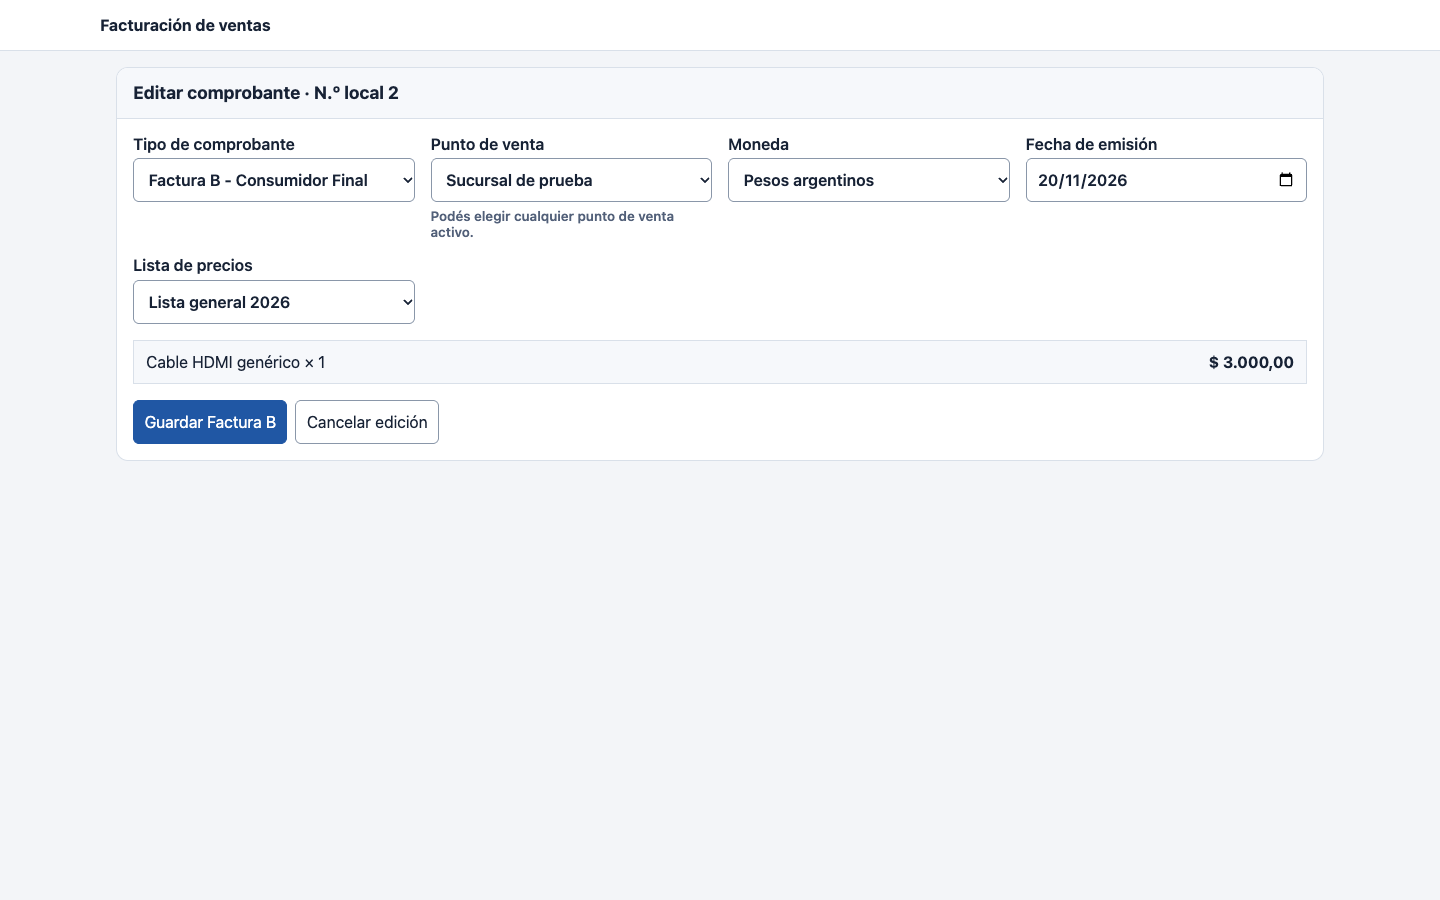 Facturación de ventas
Editar comprobante · N.° local 2
Tipo de comprobante
Factura B - Consumidor Final
Punto de venta
Sucursal de prueba
Podés elegir cualquier punto de venta
activo.
Moneda
Pesos argentinos
Fecha de emisión
20/11/2026
Lista de precios
Lista general 2026
Cable HDMI genérico × 1 $ 3.000,00
Guardar Factura B
Cancelar edición